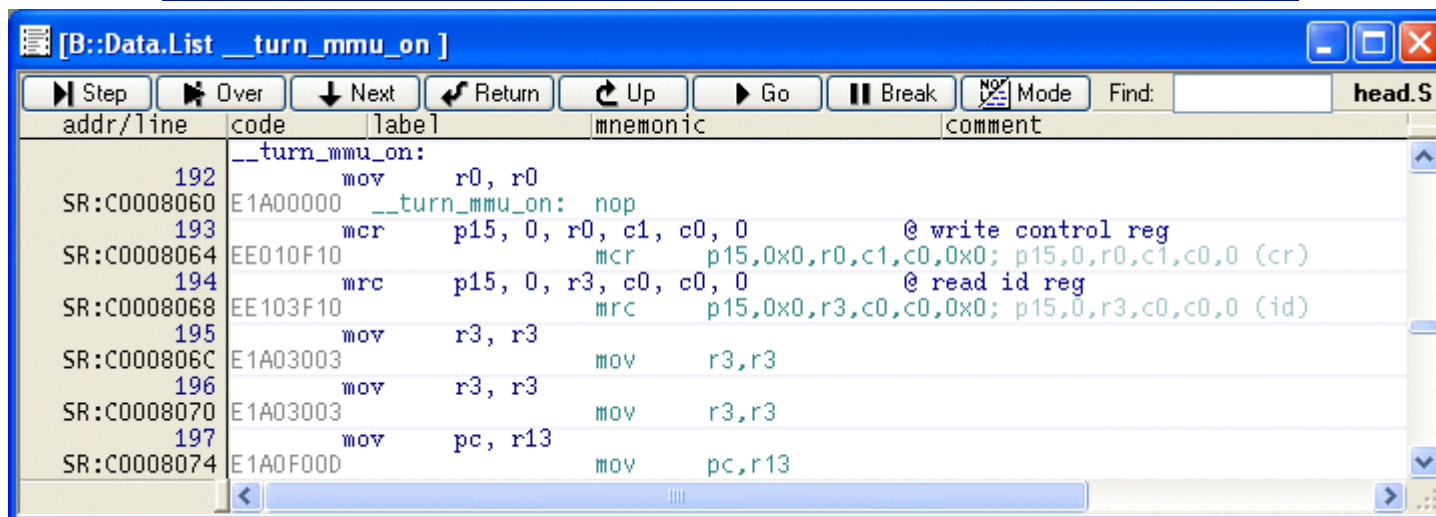 [B::Data.List __turn_mmu_on ]
Step Over Next Return Up Go Break Mode Find: head.S
addr/line code label mnemonic comment
__turn_mmu_on:
192 mov r0, r0
SR:C0008060 E1A00000 __turn_mmu_on: nop
193 mcr p15, 0, r0, c1, c0, 0 @ write control reg
SR:C0008064 EE010F10 mcr p15,0x0,r0,c1,c0,0x0; p15,0,r0,c1,c0,0 (cr)
194 mrc p15, 0, r3, c0, c0, 0 @ read id reg
SR:C0008068 EE103F10 mrc p15,0x0,r3,c0,c0,0x0; p15,0,r3,c0,c0,0 (id)
195 mov r3, r3
SR:C000806C E1A03003 mov r3,r3
196 mov r3, r3
SR:C0008070 E1A03003 mov r3,r3
197 mov pc, r13
SR:C0008074 E1A0F00D mov pc,r13